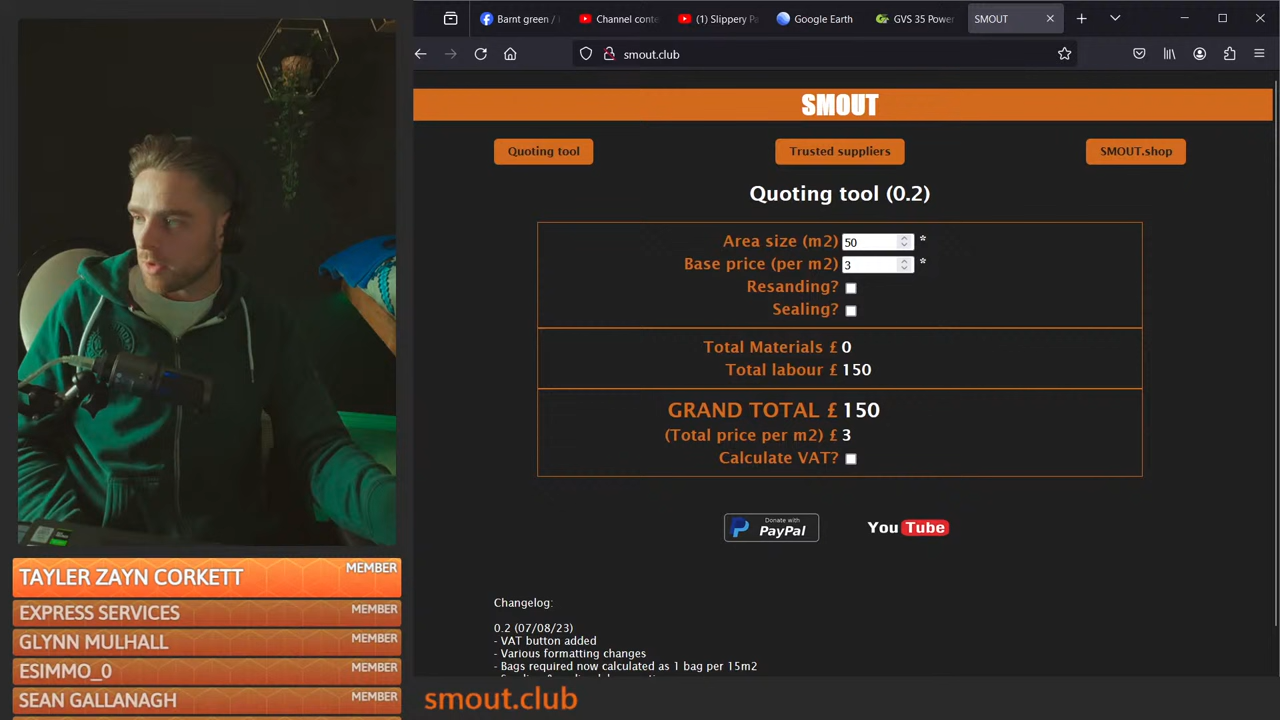 Barnt green /
Channel conte
(1) Slippery Pa
Google Earth
GVS 35 Power
SMOUT
smout.club
SMOUT
Quoting tool
Trusted suppliers
SMOUT.shop
Quoting tool (0.2)
Area size (m2) 50 *
Base price (per m2) 3 *
Resanding?
Sealing?
Total Materials £ 0
Total labour £ 150
GRAND TOTAL £ 150
(Total price per m2) £ 3
Calculate VAT?
Donate with
PayPal
YouTube
Changelog:
0.2 (07/08/23)
- VAT button added
- Various formatting changes
- Bags required now calculated as 1 bag per 15m2
TAYLER ZAYN CORKETT MEMBER
EXPRESS SERVICES MEMBER
GLYNN MULHALL MEMBER
ESIMMO_0 MEMBER
SEAN GALLANAGH MEMBER
smout.club